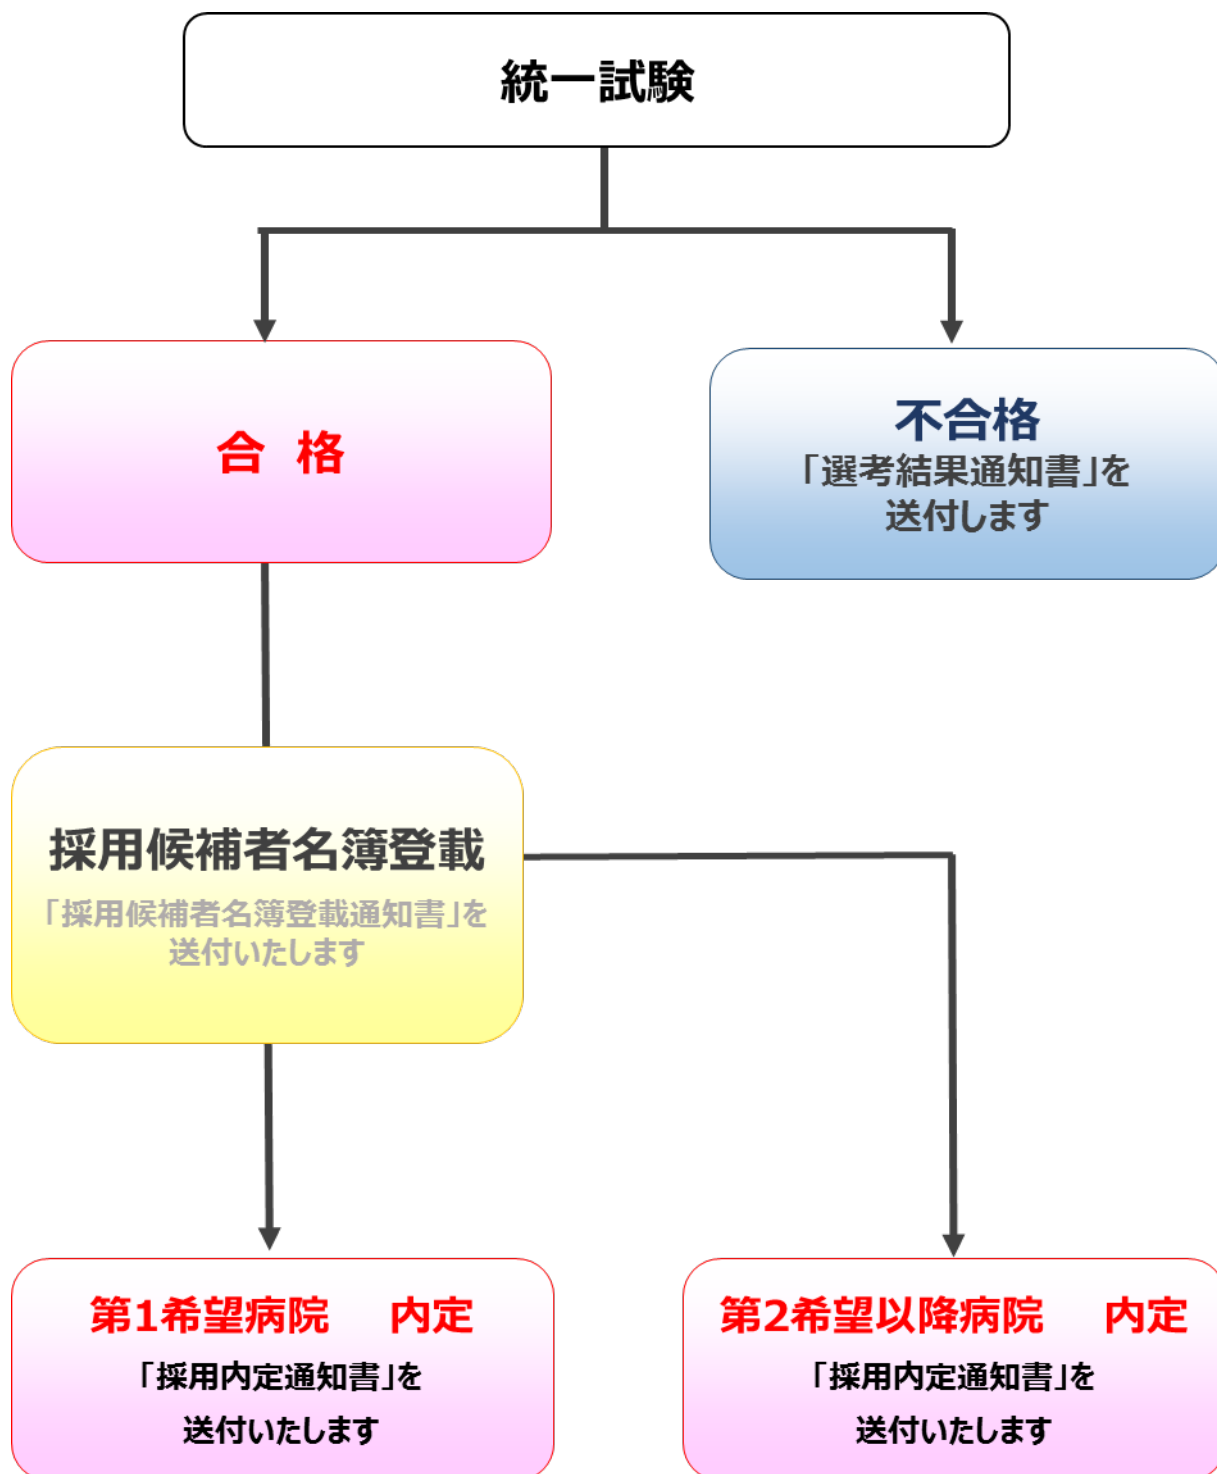 統一試験
合 格
不合格
「選考結果通知書」を
送付します
採用候補者名簿登載
「採用候補者名簿登載通知書」を
送付いたします
第1希望病院 内定
「採用内定通知書」を
送付いたします
第2希望以降病院 内定
「採用内定通知書」を
送付いたします